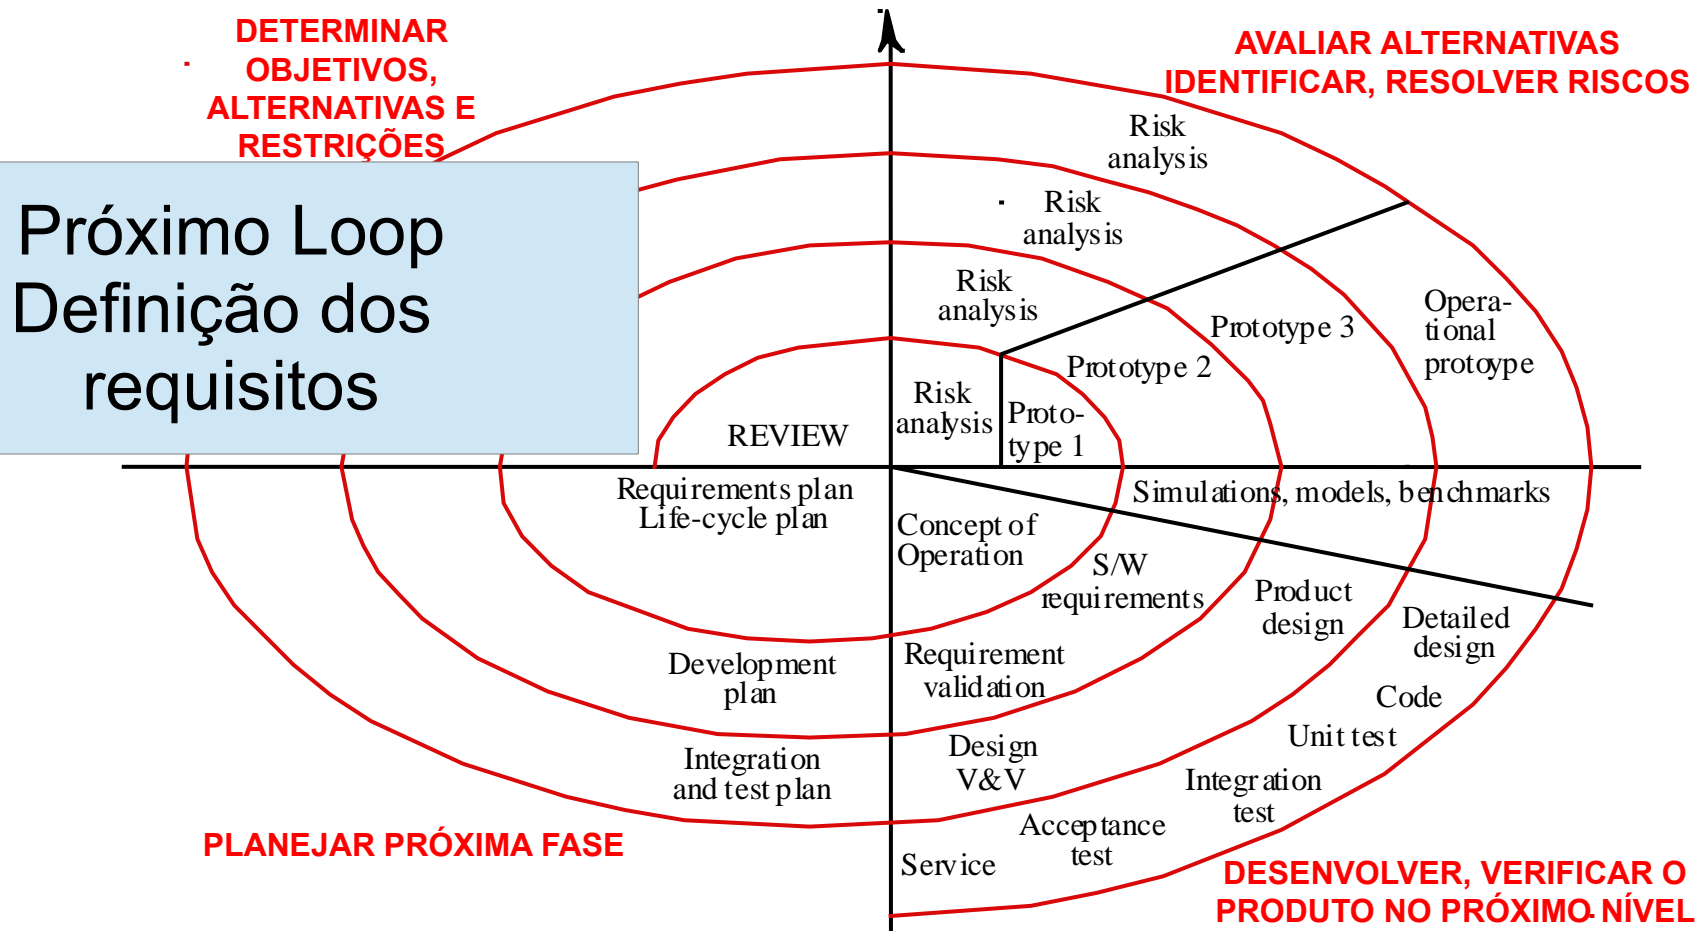 DETERMINAR
OBJETIVOS,
ALTERNATIVAS E
RESTRIÇÕES
AVALIAR ALTERNATIVAS
IDENTIFICAR, RESOLVER RISCOS
Próximo Loop
Definição dos
requisitos
Risk
analysis
Risk
analysis
Risk
analysis
Risk
analysis
Proto-
type 1
Prototype 2
Prototype 3
Opera-
tional
protoype
REVIEW
Requirements plan
Life-cycle plan
Simulations, models, benchmarks
Concept of
Operation
S/W
requirements
Product
design
Detailed
design
Development
plan
Requirement
validation
Code
Unit test
Integration
and test plan
Design
V&V
Integration
test
Acceptance
test
Service
PLANEJAR PRÓXIMA FASE
DESENVOLVER, VERIFICAR O
PRODUTO NO PRÓXIMO NÍVEL